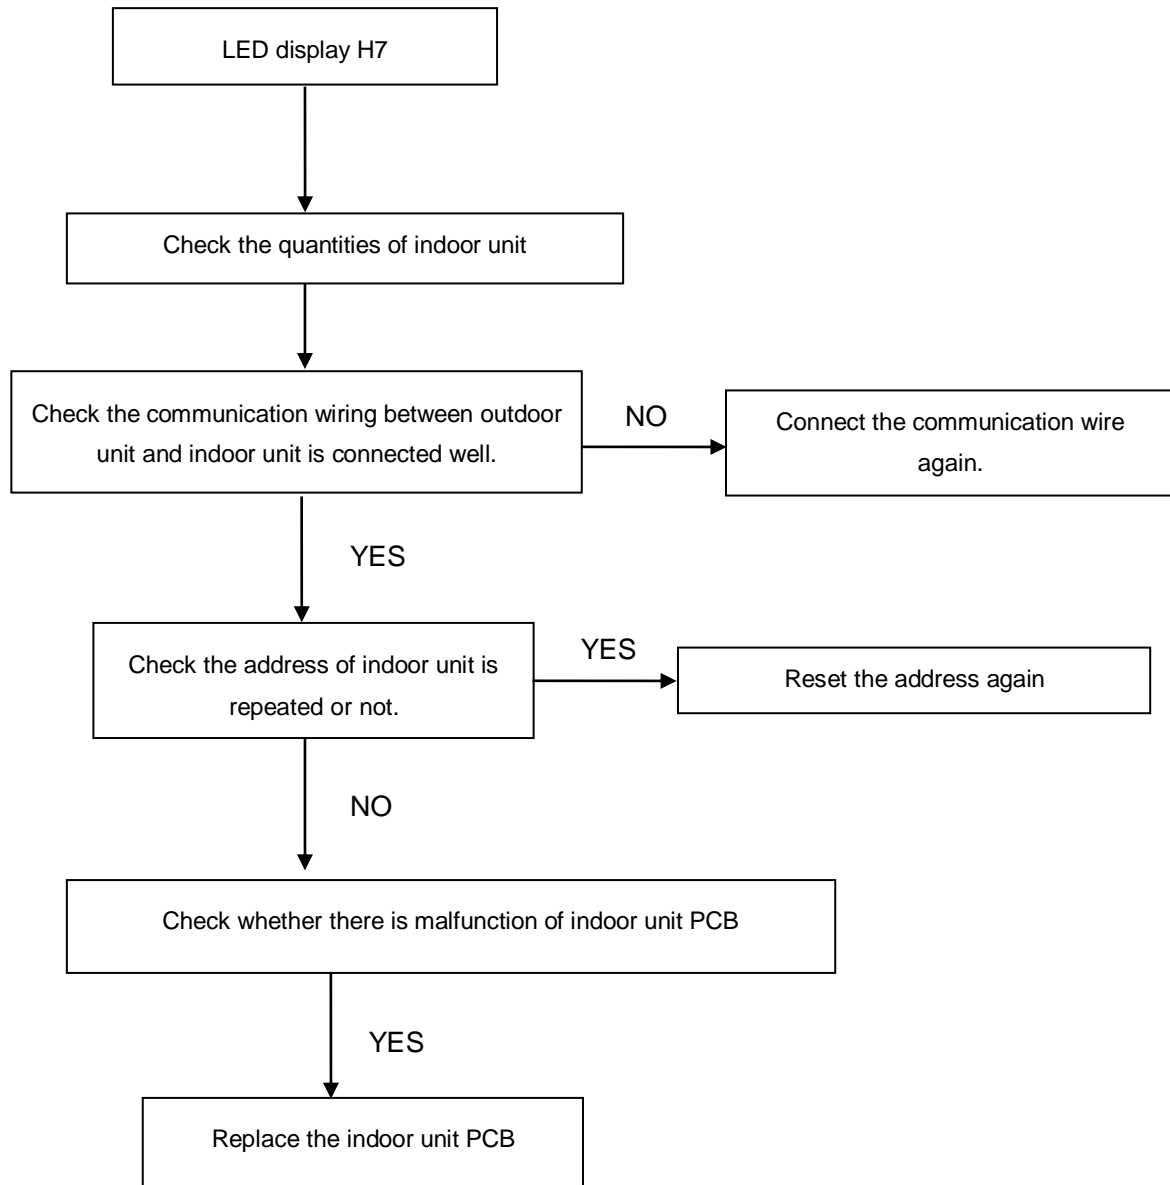 LED display H7
Check the quantities of indoor unit
Check the communication wiring between outdoor
unit and indoor unit is connected well.
NO
Connect the communication wire
again.
YES
Check the address of indoor unit is
repeated or not.
YES
Reset the address again
NO
Check whether there is malfunction of indoor unit PCB
YES
Replace the indoor unit PCB